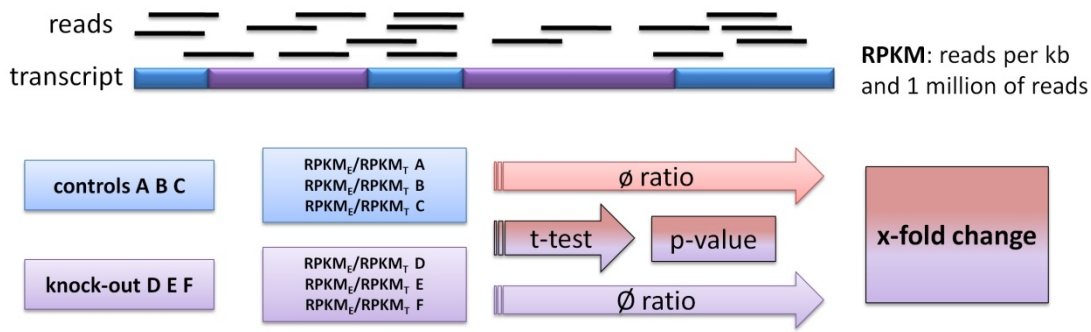 reads
transcript
RPKM: reads per kb
and 1 million of reads
controls A B C
RPKM_E/RPKM_T A
RPKM_E/RPKM_T B
RPKM_E/RPKM_T C
ø ratio
t-test
p-value
x-fold change
knock-out D E F
RPKM_E/RPKM_T D
RPKM_E/RPKM_T E
RPKM_E/RPKM_T F
Ø ratio